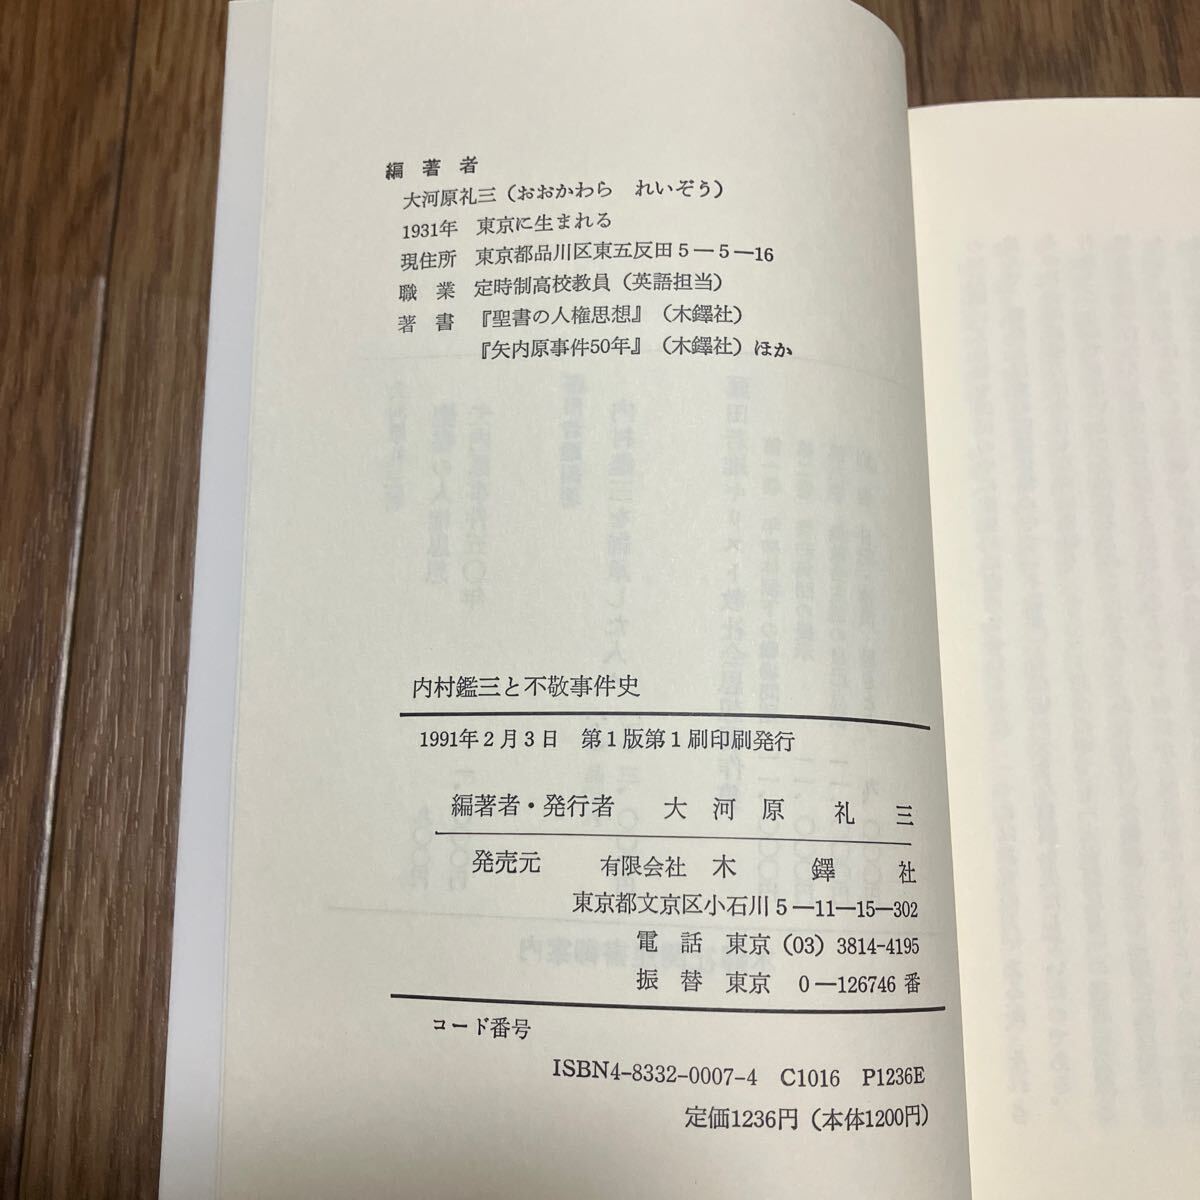 編著者
大河原礼三（おおかわら　れいぞう）
1931年　東京に生まれる
現住所　東京都品川区東五反田5－5－16
職　業　定時制高校教員（英語担当）
著　書　『聖書の人権思想』（木鐸社）
『矢内原事件50年』（木鐸社）ほか
内村鑑三と不敬事件史
1991年2月3日　第1版第1刷印刷発行
編著者・発行者　大河原　礼三
発売元　有限会社　木鐸社
東京都文京区小石川5－11－15－302
電話　東京（03）3814-4195
振替　東京　0－126746番
コード番号
ISBN4-8332-0007-4　C1016　P1236E
定価1236円（本体1200円）